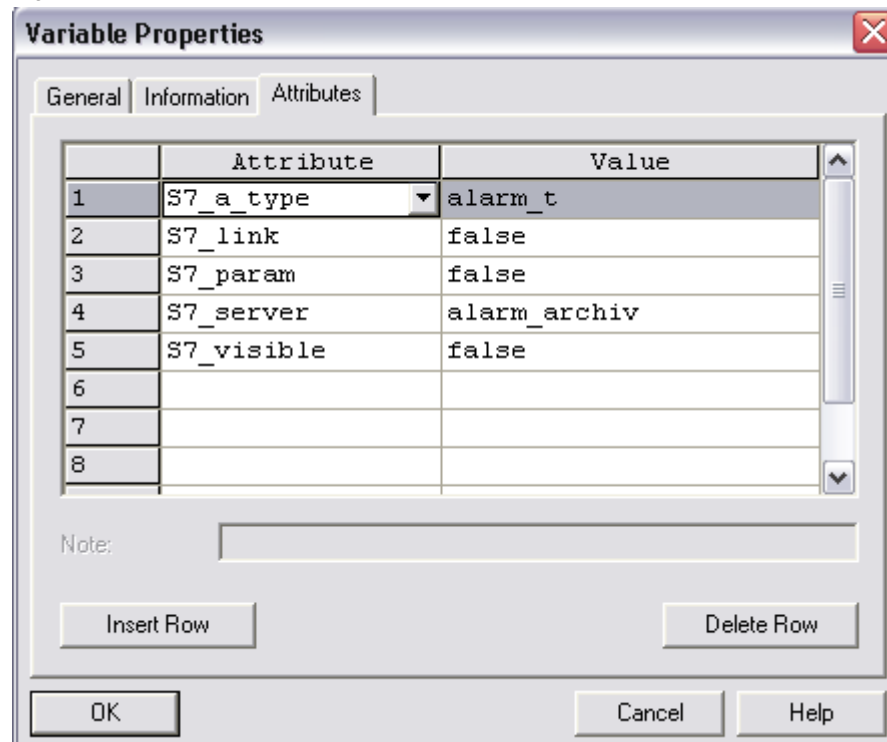 Variable Properties
General Information Attributes
Attribute Value
1 S7_a_type alarm_t
2 S7_link false
3 S7_param false
4 S7_server alarm_archiv
5 S7_visible false
6
7
8
Note:
Insert Row Delete Row
OK Cancel Help